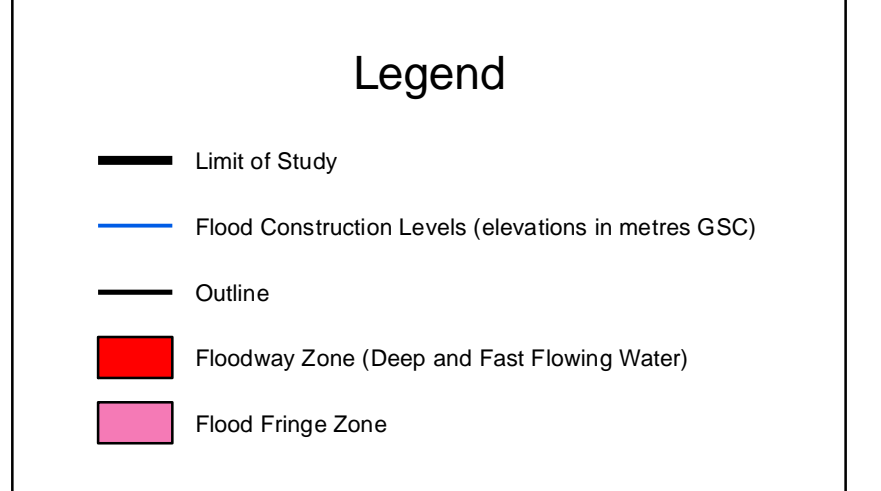 Legend
Limit of Study
Flood Construction Levels (elevations in metres GSC)
Outline
Floodway Zone (Deep and Fast Flowing Water)
Flood Fringe Zone